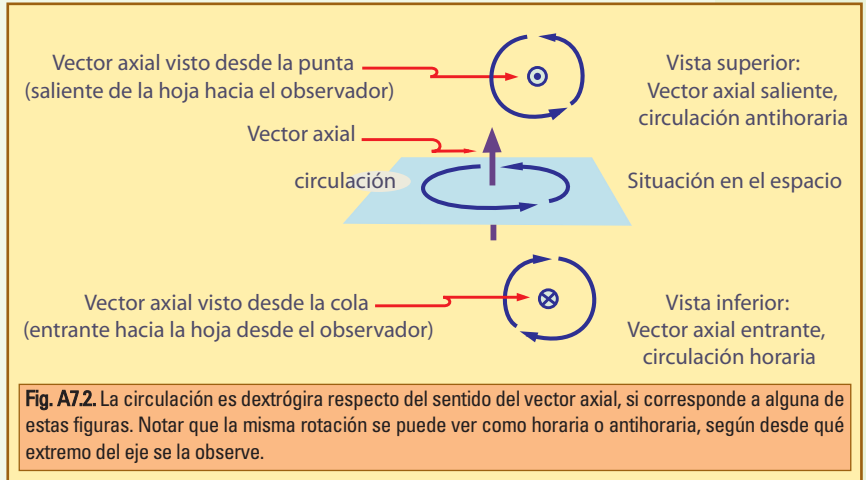 Vector axial visto desde la punta
(saliente de la hoja hacia el observador)
Vista superior:
Vector axial saliente,
circulación antihoraria
Vector axial
circulación
Situación en el espacio
Vector axial visto desde la cola
(entrante hacia la hoja desde el observador)
Vista inferior:
Vector axial entrante,
circulación horaria
Fig. A7.2. La circulación es dextrógira respecto del sentido del vector axial, si corresponde a alguna de
estas figuras. Notar que la misma rotación se puede ver como horaria o antihoraria, según desde qué
extremo del eje se la observe.